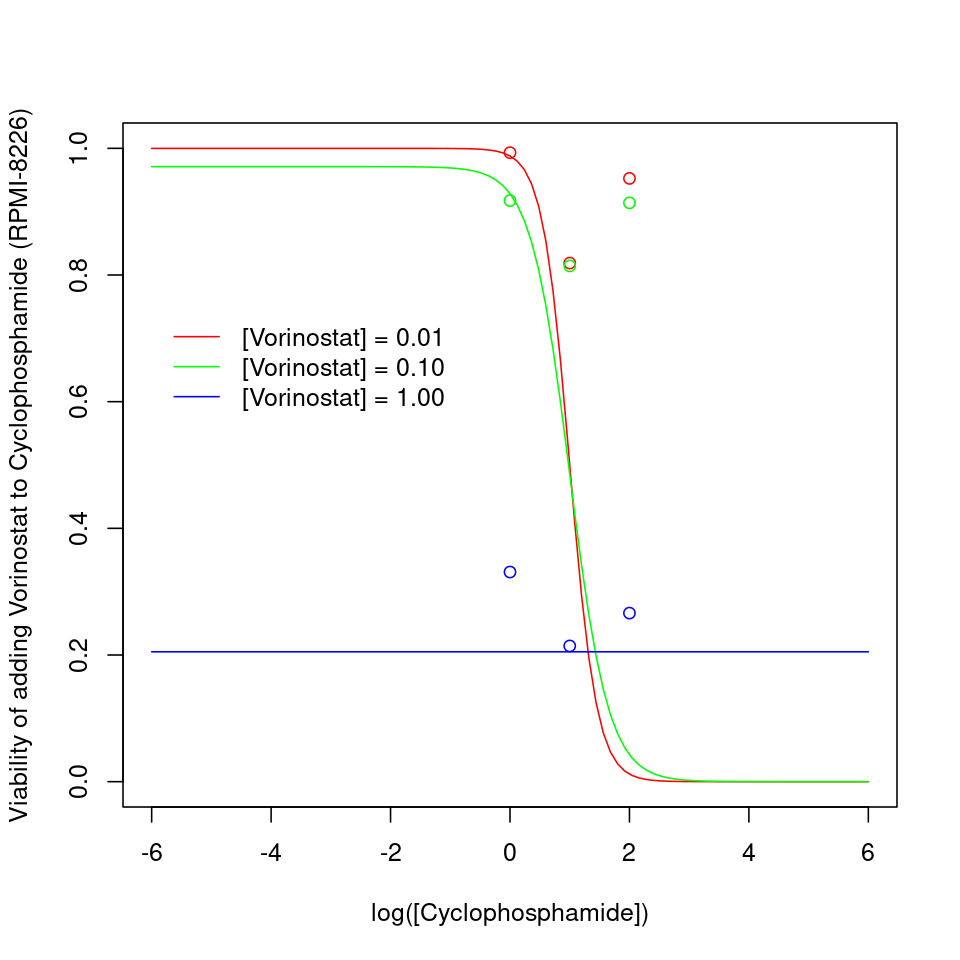 Viability of adding Vorinostat to Cyclophosphamide (RPMI-8226)
1.0
0.8
0.6
0.4
0.2
0.0
[Vorinostat] = 0.01
[Vorinostat] = 0.10
[Vorinostat] = 1.00
-6 -4 -2 0 2 4 6
log([Cyclophosphamide])